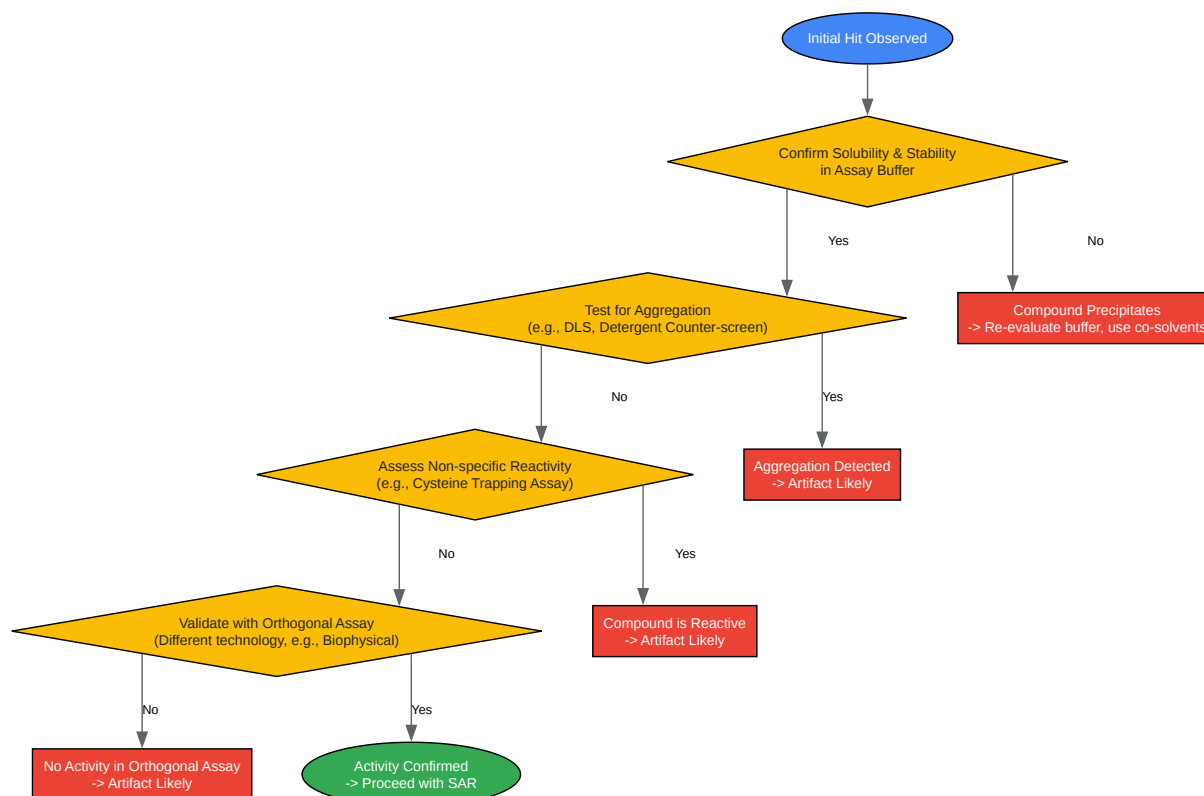 Initial Hit Observed
Confirm Solubility & Stability
in Assay Buffer
Yes
No
Test for Aggregation
(e.g., DLS, Detergent Counter-screen)
Compound Precipitates
-> Re-evaluate buffer, use co-solvents
No
Yes
Assess Non-specific Reactivity
(e.g., Cysteine Trapping Assay)
Aggregation Detected
-> Artifact Likely
No
Yes
Validate with Orthogonal Assay
(Different technology, e.g., Biophysical)
Compound is Reactive
-> Artifact Likely
No
Yes
No Activity in Orthogonal Assay
-> Artifact Likely
Activity Confirmed
-> Proceed with SAR